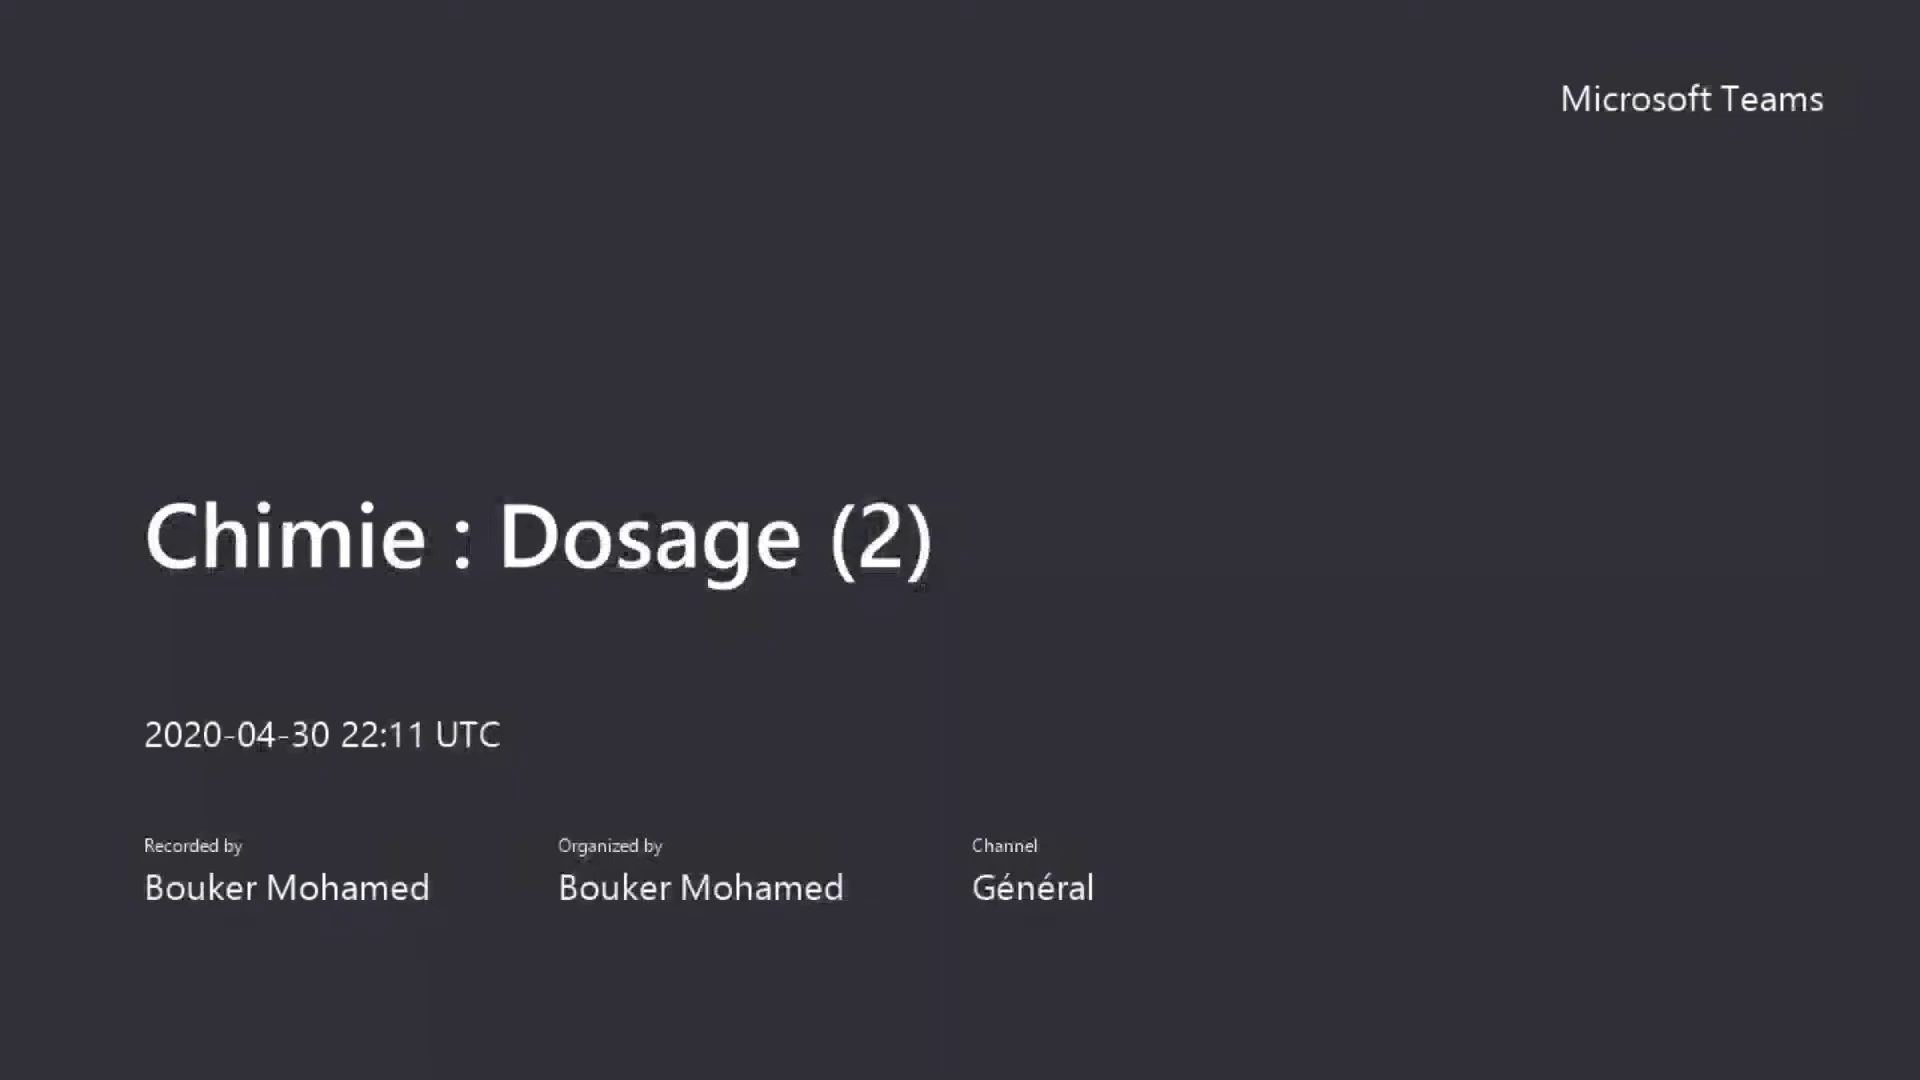 Microsoft Teams
Chimie : Dosage (2)
2020-04-30 22:11 UTC
Recorded by
Bouker Mohamed
Organized by
Bouker Mohamed
Channel
Général